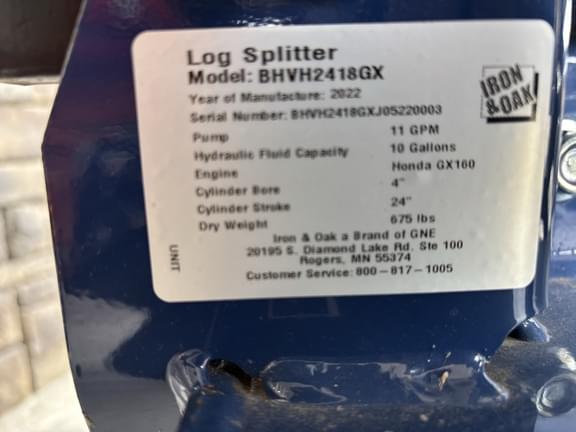 Log Splitter
Model: BHVH2418GX
Year of Manufacture: 2022
Serial Number: BHVH2418GXJ05220003
IRON
& OAK
Pump 11 GPM
Hydraulic Fluid Capacity 10 Gallons
Engine Honda GX160
Cylinder Bore 4"
Cylinder Stroke 24"
Dry Weight 675 lbs
Iron & Oak a Brand of GNE
20195 S. Diamond Lake Rd. Ste 100
Rogers, MN 55374
Customer Service: 800-817-1005
UNIT